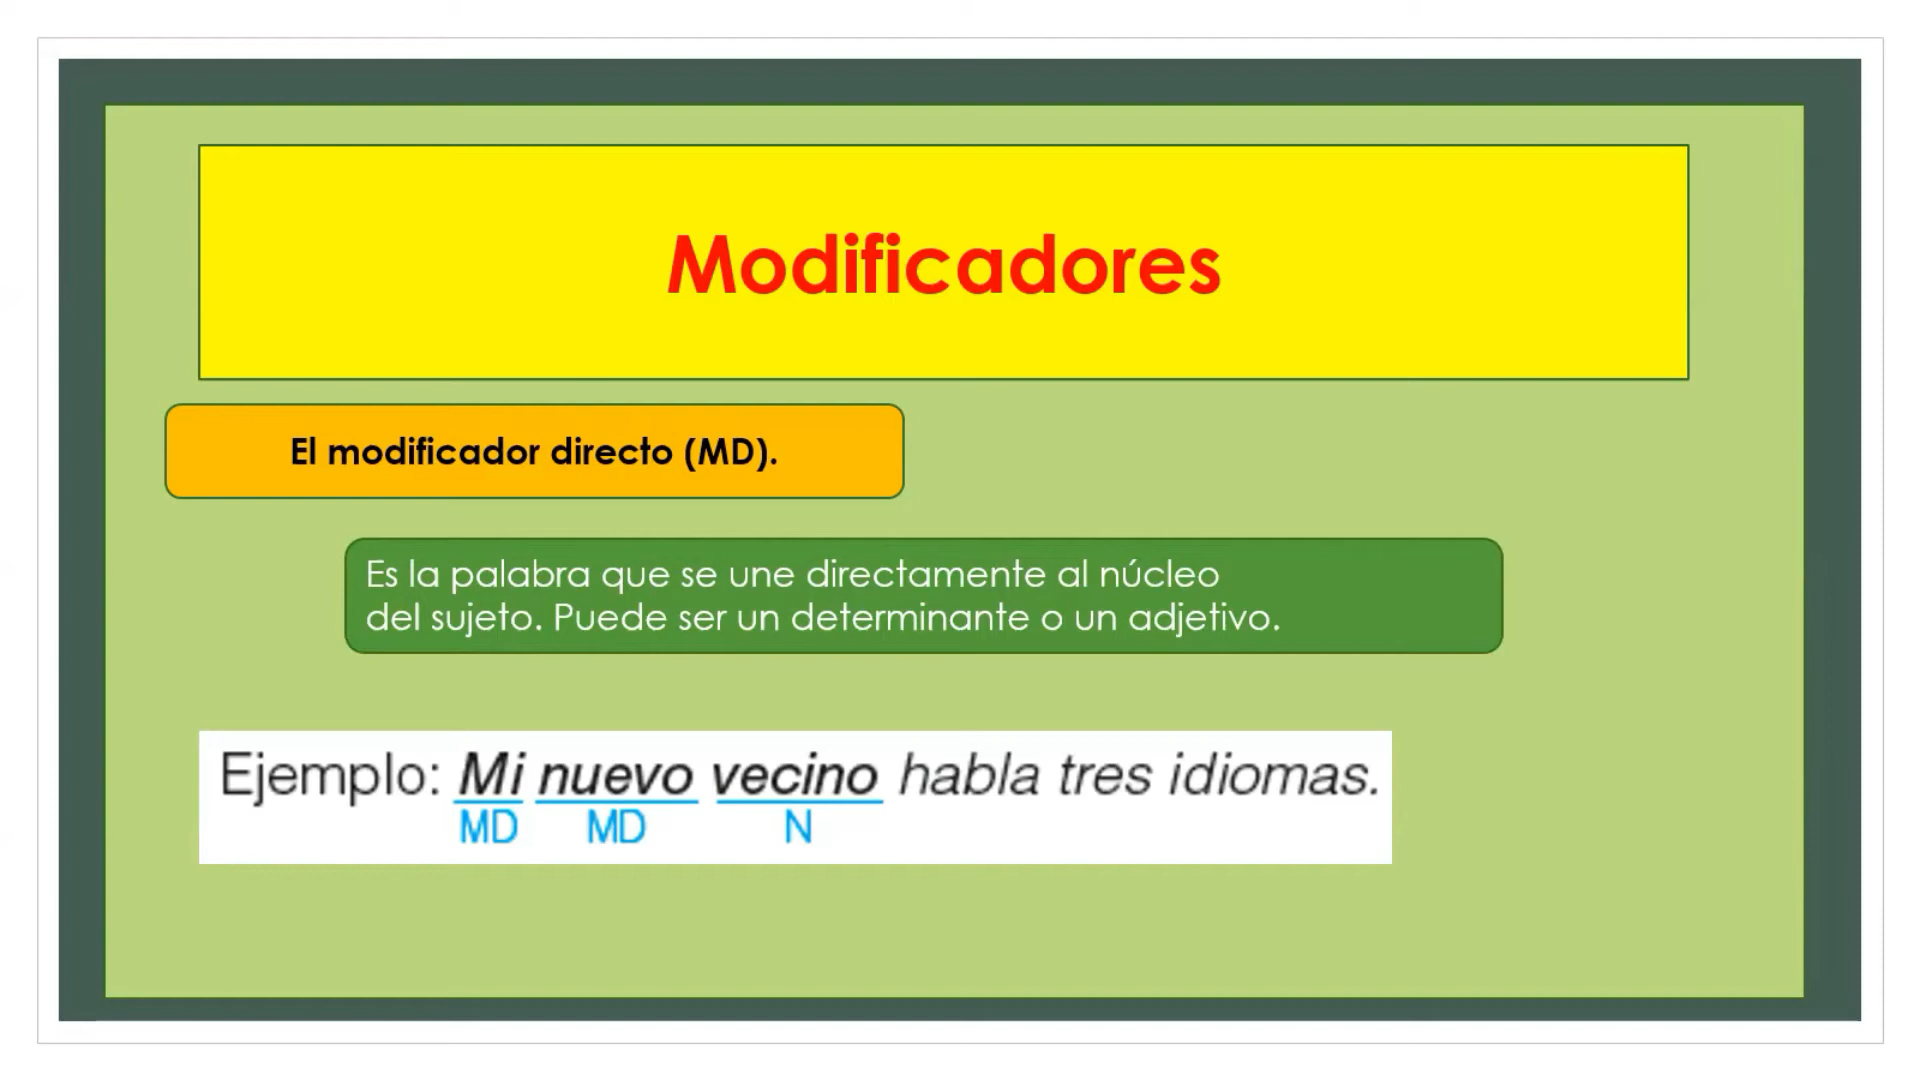 Modificadores
El modificador directo (MD).
Es la palabra que se une directamente al núcleo
del sujeto. Puede ser un determinante o un adjetivo.
Ejemplo: Mi nuevo vecino habla tres idiomas.
MD MD N